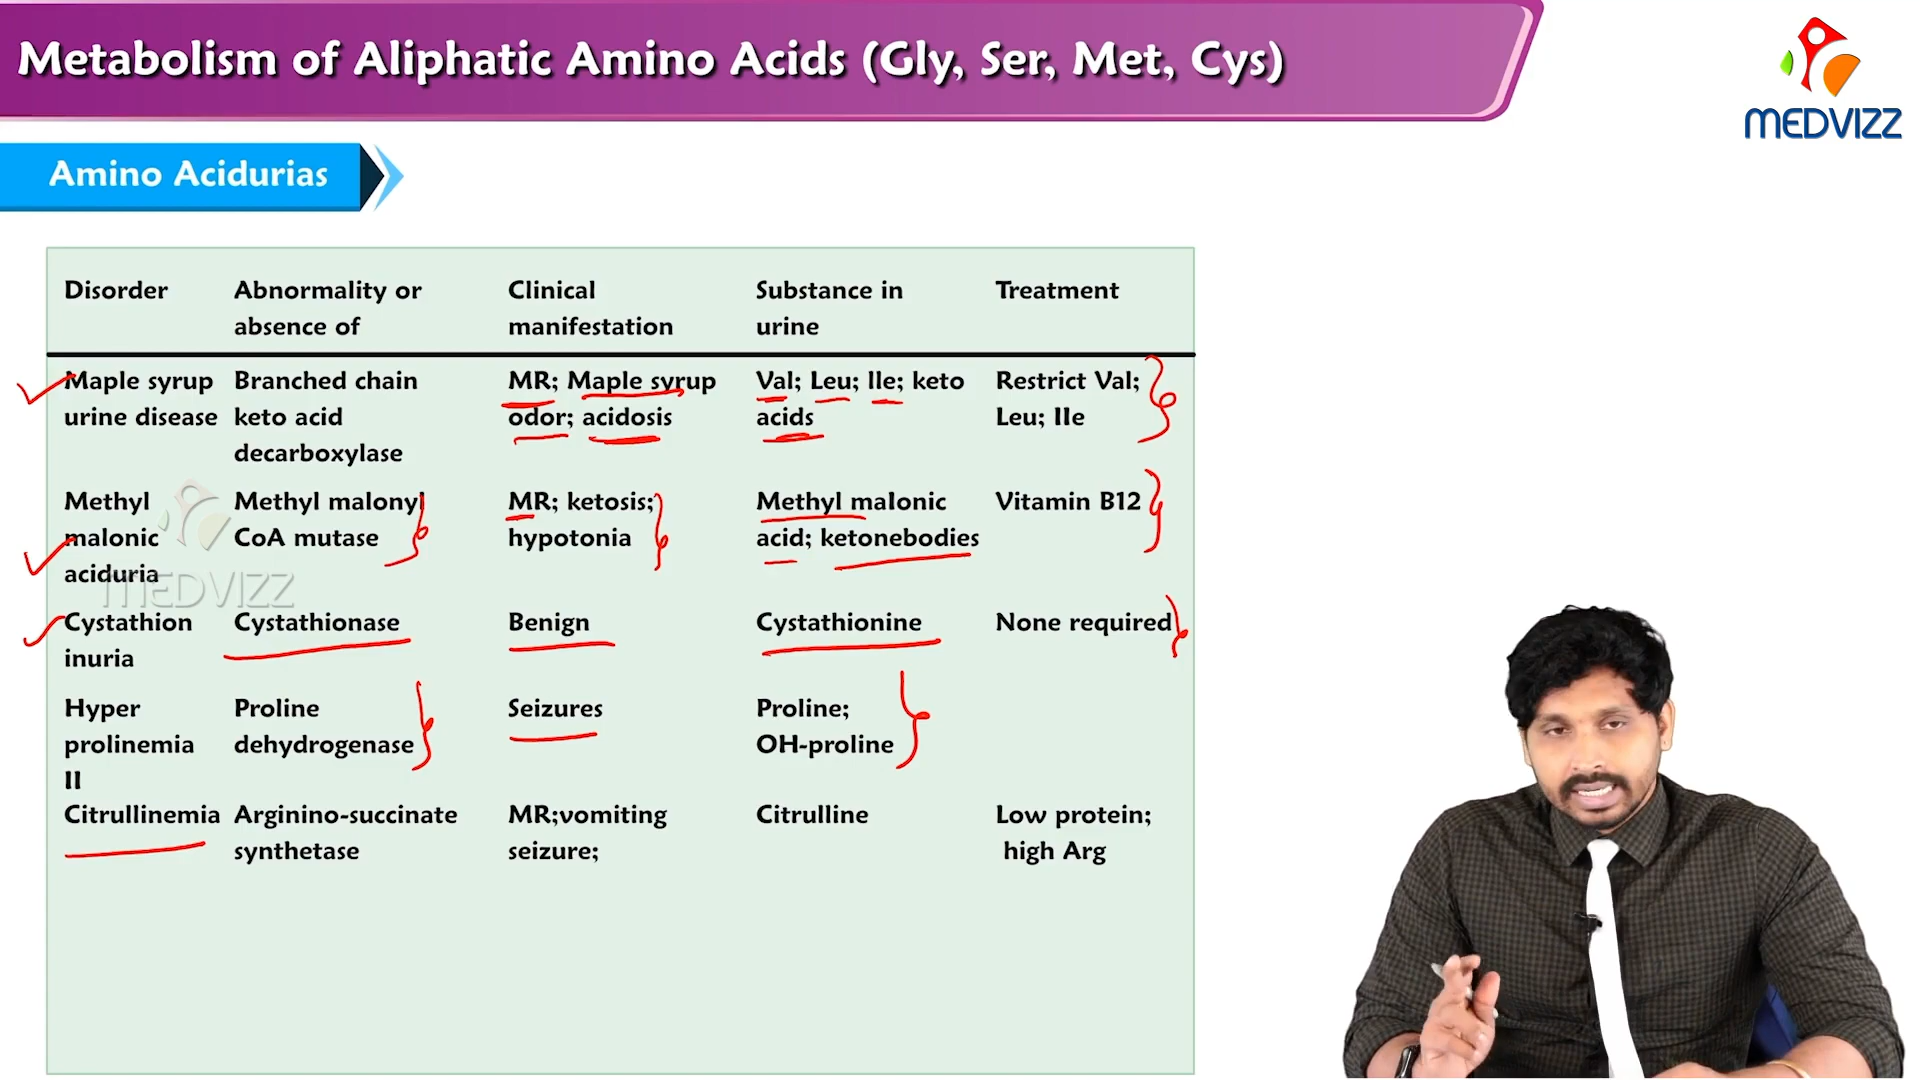 Metabolism of Aliphatic Amino Acids (Gly, Ser, Met, Cys)
MEDVIZZ
Amino Acidurias
Disorder
Abnormality or
absence of
Clinical
manifestation
Substance in
urine
Treatment
Maple syrup
urine disease
Branched chain
keto acid
decarboxylase
MR; Maple syrup
odor; acidosis
Val; Leu; Ile; keto
acids
Restrict Val;
Leu; IIe
Methyl
malonic
aciduria
Methyl malonyl
CoA mutase
MR; ketosis;
hypotonia
Methyl malonic
acid; ketonebodies
Vitamin B12
MEDVIZZ
Cystathion
inuria
Cystathionase
Benign
Cystathionine
None required
Hyper
prolinemia
II
Proline
dehydrogenase
Seizures
Proline;
OH-proline
Citrullinemia
Arginino-succinate
synthetase
MR;vomiting
seizure;
Citrulline
Low protein;
high Arg